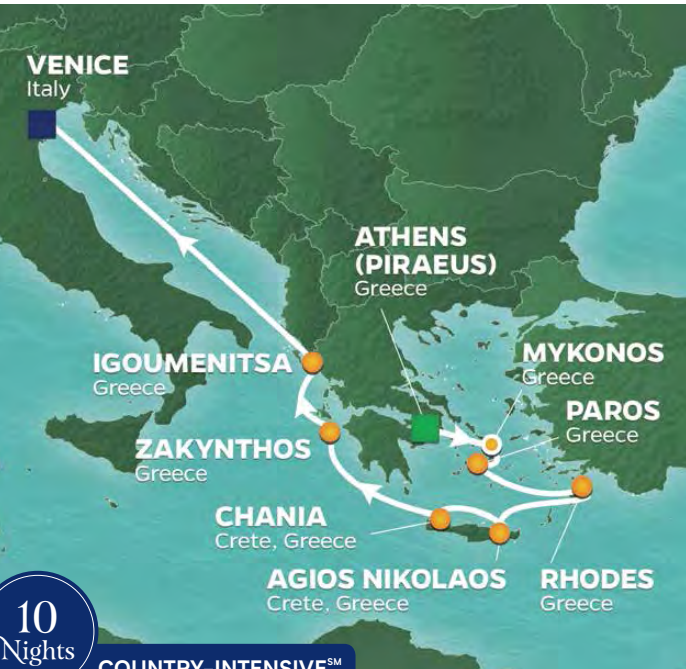 VENICE
Italy
ATHENS
(PIRAEUS)
Greece
IGOUMENITSA
Greece
MYKONOS
Greece
PAROS
Greece
ZAKYNTHOS
Greece
CHANIA
Crete, Greece
AGIOS NIKOLAOS
Crete, Greece
RHODES
Greece
10
Nights
COUNTRY-INTENSIVE℠